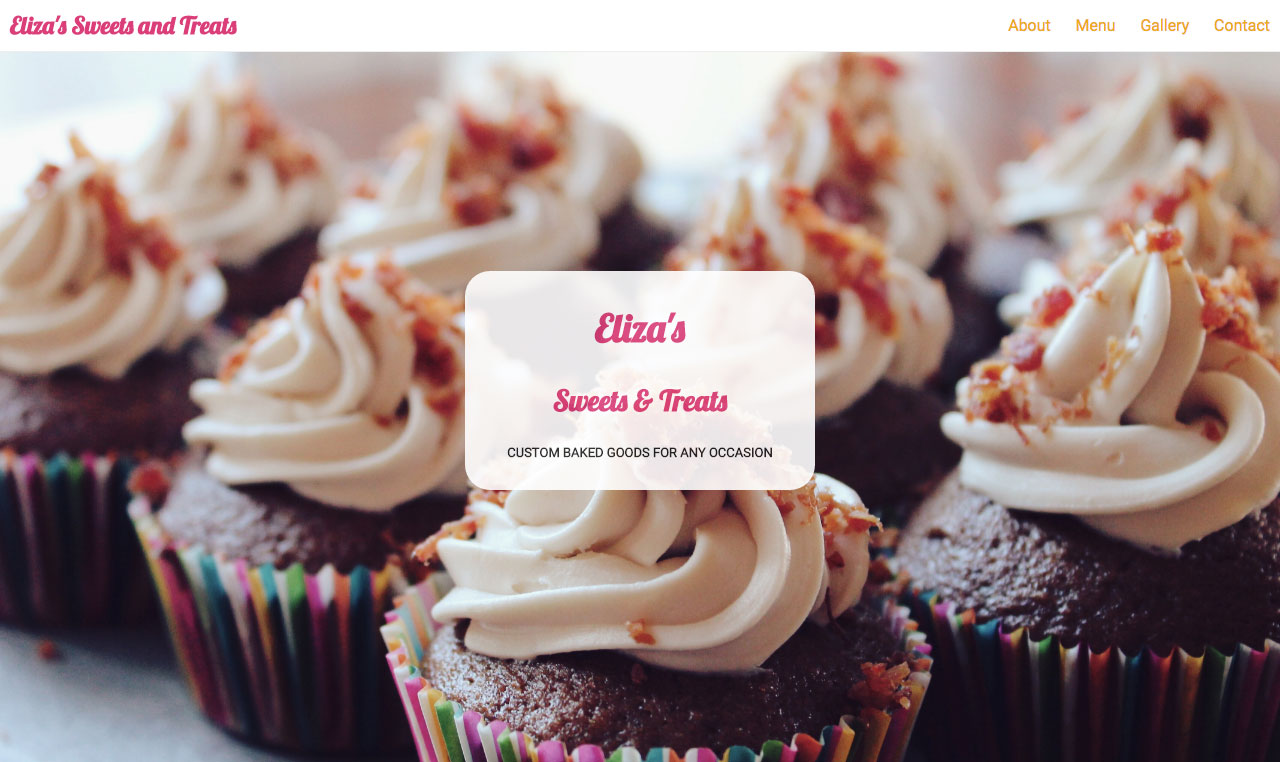 Eliza's Sweets and Treats
About Menu Gallery Contact
Eliza's
Sweets & Treats
CUSTOM BAKED GOODS FOR ANY OCCASION